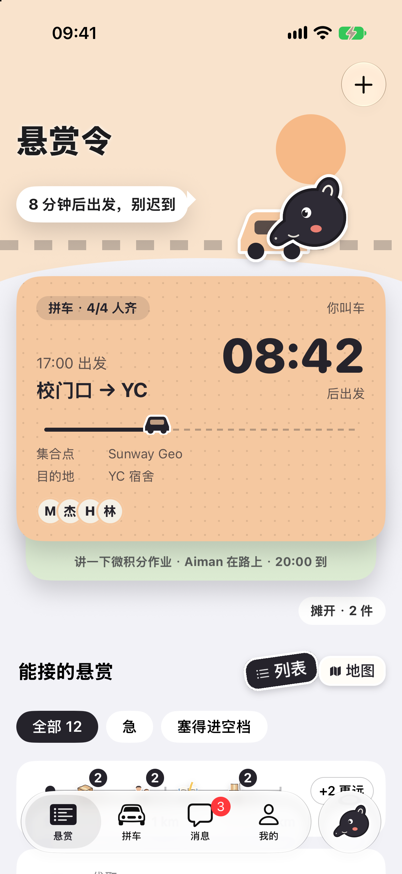 09:41
悬赏令
8 分钟后出发，别迟到
拼车 · 4/4 人齐
你叫车
17:00 出发
08:42
校门口 → YC
后出发
集合点 Sunway Geo
目的地 YC 宿舍
M 杰 H 林
讲一下微积分作业 · Aiman 在路上 · 20:00 到
摊开 · 2 件
能接的悬赏
列表
地图
全部 12
急
塞得进空档
2
2
2
+2 更远
3
悬赏
拼车
消息
我的